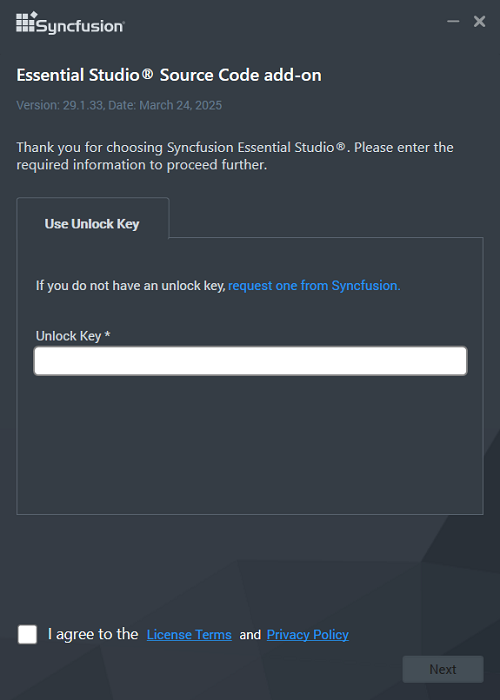 Syncfusion®
Essential Studio® Source Code add-on
Version: 29.1.33, Date: March 24, 2025
Thank you for choosing Syncfusion Essential Studio®. Please enter the
required information to proceed further.
Use Unlock Key
If you do not have an unlock key, request one from Syncfusion.
Unlock Key *
I agree to the License Terms and Privacy Policy
Next